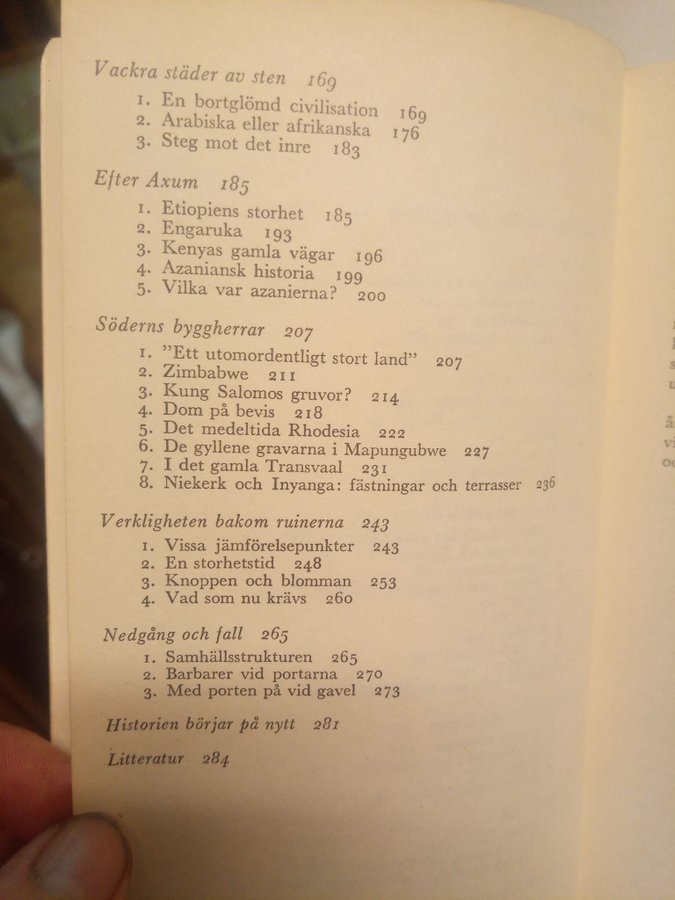 Vackra städer av sten 169
1. En bortglömd civilisation 169
2. Arabiska eller afrikanska 176
3. Steg mot det inre 183
Efter Axum 185
1. Etiopiens storhet 185
2. Engaruka 193
3. Kenyas gamla vägar 196
4. Azaniansk historia 199
5. Vilka var azanierna? 200
Söderns byggherrar 207
1. ”Ett utomordentligt stort land” 207
2. Zimbabwe 211
3. Kung Salomos gruvor? 214
4. Dom på bevis 218
5. Det medeltida Rhodesia 222
6. De gyllene gravarna i Mapungubwe 227
7. I det gamla Transvaal 231
8. Niekerk och Inyanga: fästningar och terrasser 236
Verkligheten bakom ruinerna 243
1. Vissa jämförelsepunkter 243
2. En storhetstid 248
3. Knoppen och blomman 253
4. Vad som nu krävs 260
Nedgång och fall 265
1. Samhällsstrukturen 265
2. Barbarer vid portarna 270
3. Med porten på vid gavel 273
Historien börjar på nytt 281
Litteratur 284